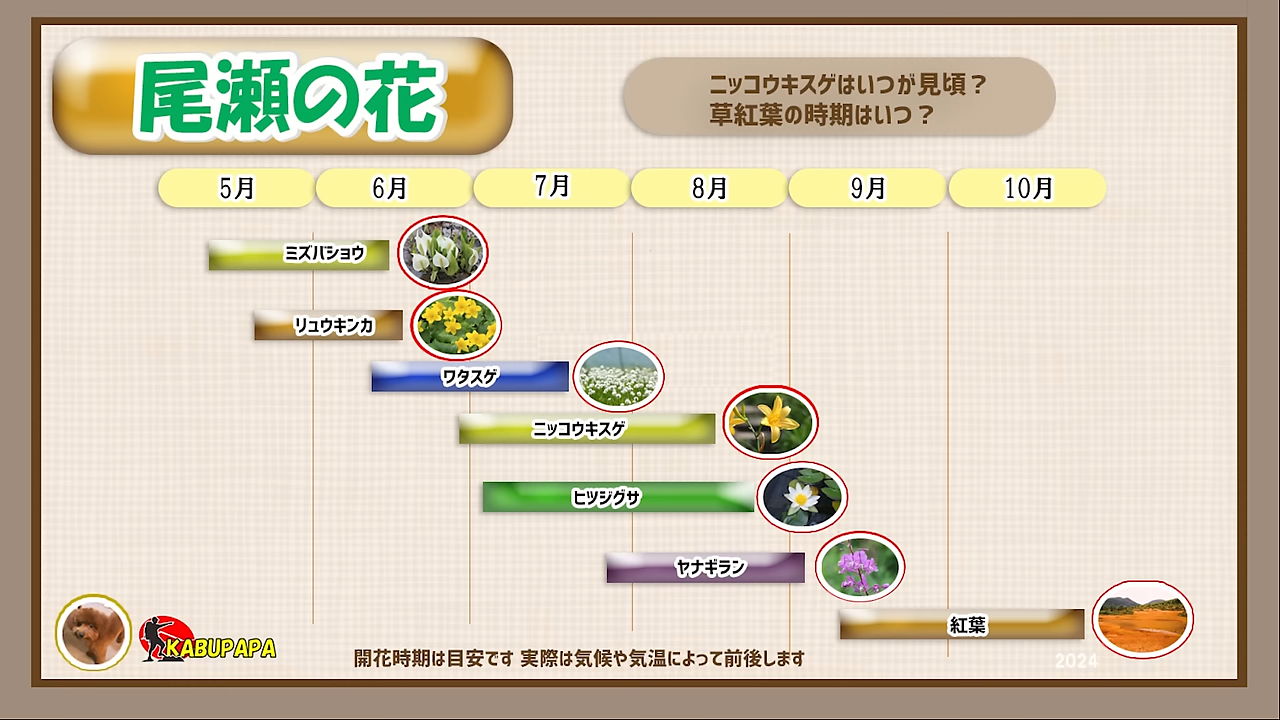 尾瀬の花
ニッコウキスゲはいつが見頃？
草紅葉の時期はいつ？
5月 6月 7月 8月 9月 10月
ミズバショウ
リュウキンカ
ワタスゲ
ニッコウキスゲ
ヒツジグサ
ヤナギラン
紅葉
KABUPAPA
開花時期は目安です 実際は気候や気温によって前後します
2024